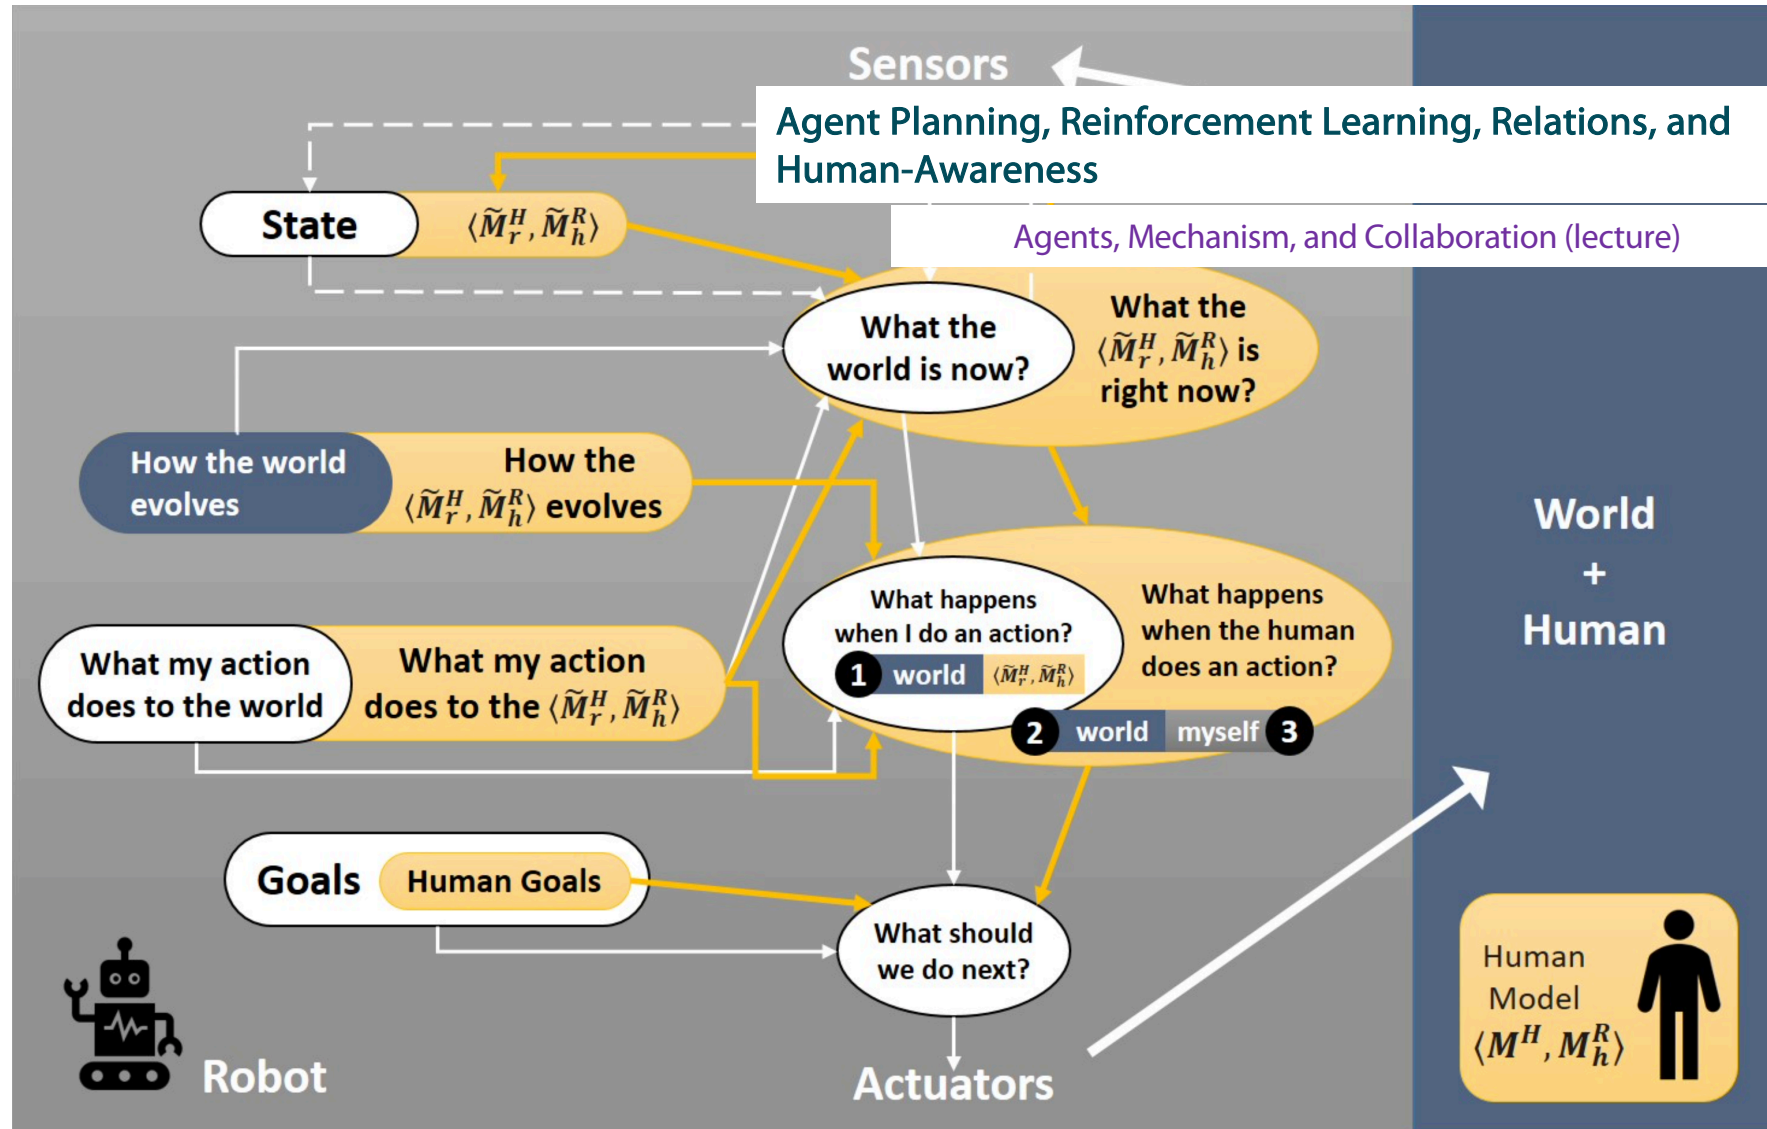 Sensors
Agent Planning, Reinforcement Learning, Relations, and
Human-Awareness
Agents, Mechanism, and Collaboration (lecture)
State
⟨M̃ᴴᵣ, M̃ᴿₕ⟩
What the
world is now?
What the
⟨M̃ᴴᵣ, M̃ᴿₕ⟩ is
right now?
How the world
evolves
How the
⟨M̃ᴴᵣ, M̃ᴿₕ⟩ evolves
World
+
Human
What happens
when I do an action?
1 world ⟨M̃ᴴᵣ, M̃ᴿₕ⟩
What happens
when the human
does an action?
2 world myself 3
What my action
does to the world
What my action
does to the ⟨M̃ᴴᵣ, M̃ᴿₕ⟩
Goals
Human Goals
What should
we do next?
Human
Model
⟨Mᴴ, Mᴿₕ⟩
Robot
Actuators